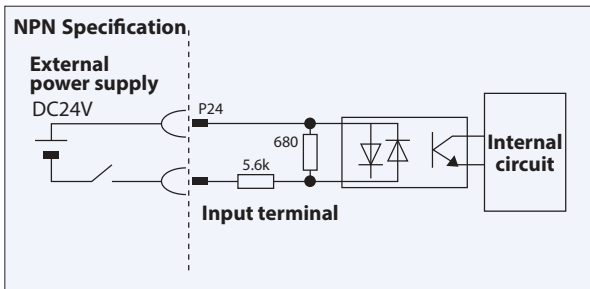 NPN Specification
External
power supply
DC24V
P24
680
5.6k
Internal
circuit
Input terminal